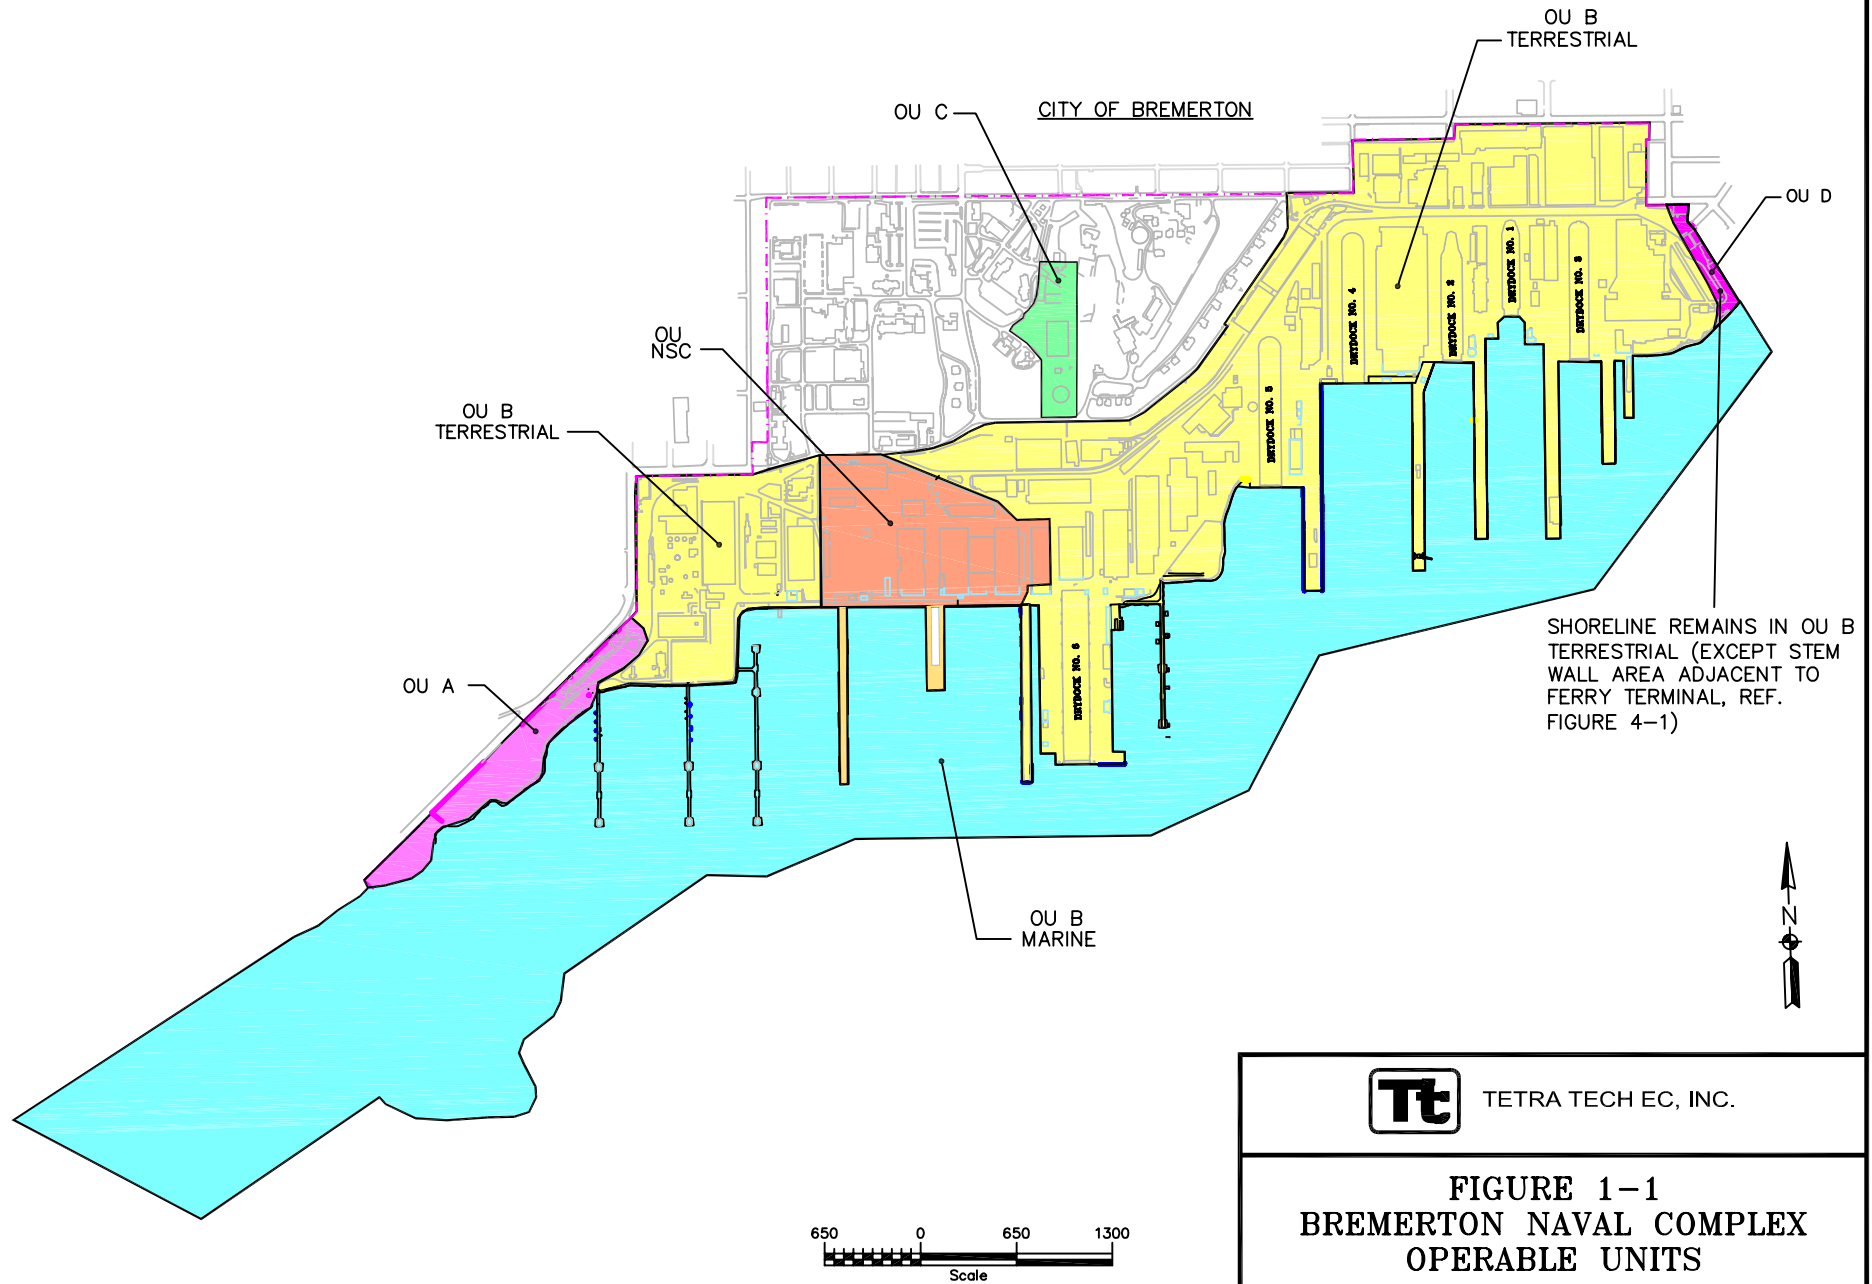 OU B
TERRESTRIAL
OU C
CITY OF BREMERTON
OU D
OU
NSC
OU B
TERRESTRIAL
DRYDOCK NO. 4
DRYDOCK NO. 2
DRYDOCK NO. 1
DRYDOCK NO. 3
DRYDOCK NO. 5
DRYDOCK NO. 6
OU A
SHORELINE REMAINS IN OU B
TERRESTRIAL (EXCEPT STEM
WALL AREA ADJACENT TO
FERRY TERMINAL, REF.
FIGURE 4-1)
OU B
MARINE
N
Tt TETRA TECH EC, INC.
FIGURE 1-1
BREMERTON NAVAL COMPLEX
OPERABLE UNITS
650 0 650 1300
Scale